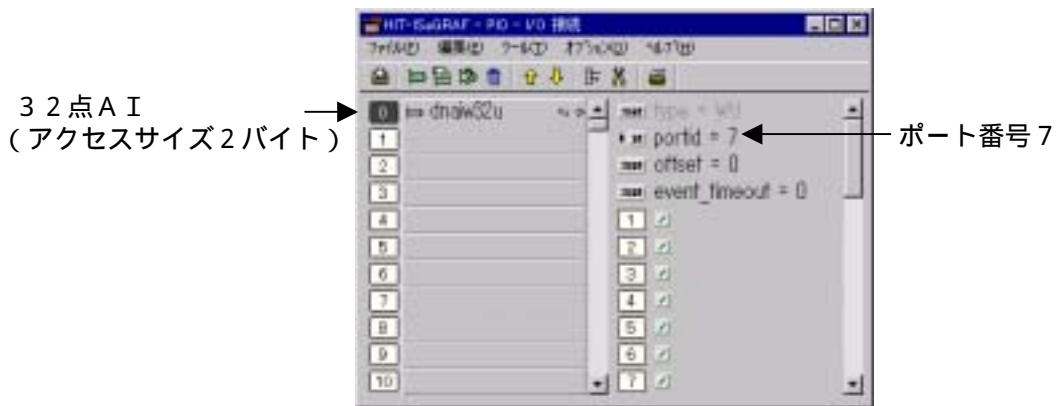 HIT-ISaGRAF - PIO - I/O 接続
ファイル(F) 編集(E) ツール(T) オプション(O) ヘルプ(H)
32点AI
(アクセスサイズ2バイト)
0 dnaiw32u
1
2
3
4
5
6
7
8
9
10
type = WU
portid = 7
offset = 0
event_timeout = 0
1
2
3
4
5
6
7
ポート番号7